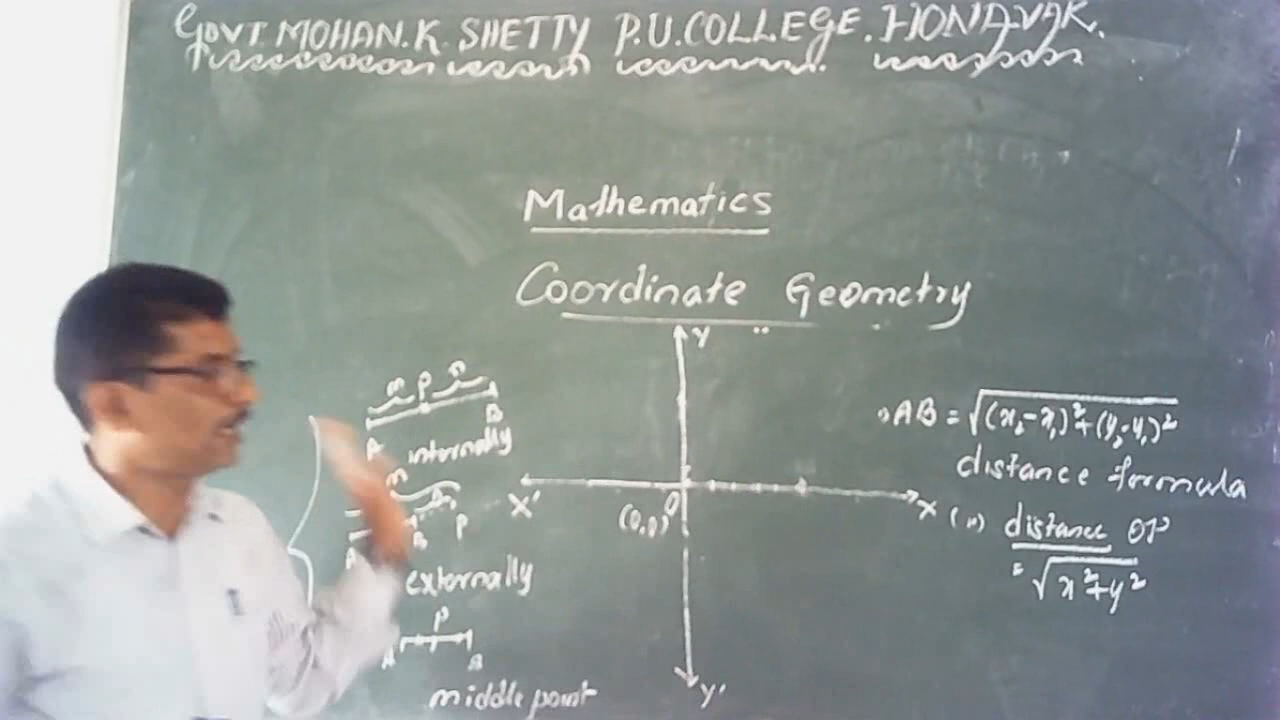 GOVT. MOHAN.K. SHETTY P.U.COLLEGE. HONAVAR.
Mathematics
Coordinate Geometry
Y
m P n
A B
internally
m
n
A B P
externally
P
A B
middle point
X' X
(0,0) O
Y'
i) AB = √(x₂-x₁)²+(y₂-y₁)²
distance formula
(ii) distance OP
= √x²+y²